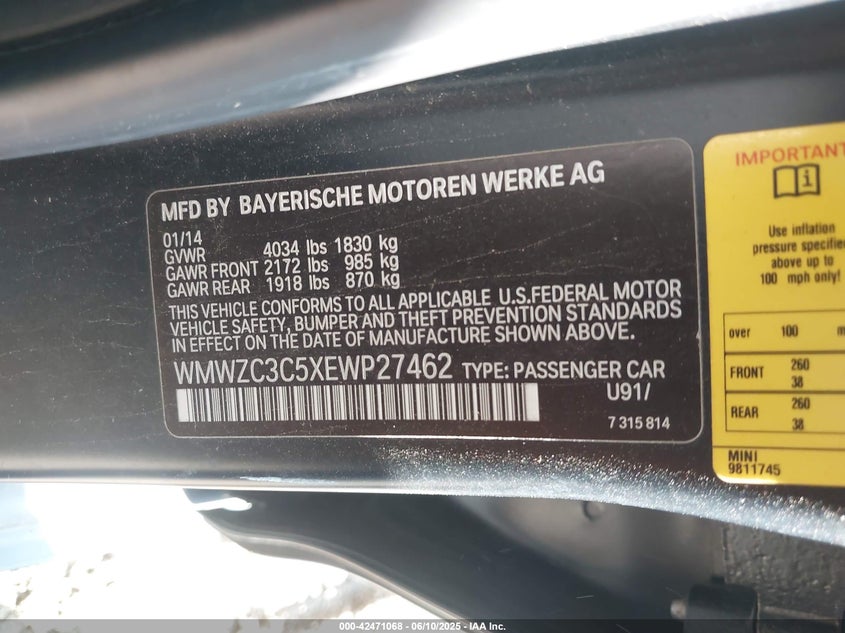 MFD BY BAYERISCHE MOTOREN WERKE AG
01/14
GVWR 4034 lbs 1830 kg
GAWR FRONT 2172 lbs 985 kg
GAWR REAR 1918 lbs 870 kg
THIS VEHICLE CONFORMS TO ALL APPLICABLE U.S.FEDERAL MOTOR
VEHICLE SAFETY, BUMPER AND THEFT PREVENTION STANDARDS
IN EFFECT ON THE DATE OF MANUFACTURE SHOWN ABOVE.
WMWZC3C5XEWP27462 TYPE: PASSENGER CAR
U91/
7 315 814
IMPORTANT
i
Use inflation
pressure specifie
above up to
100 mph only!
over 100 m
FRONT 260
38
REAR 260
38
MINI
9811745
000-42471068 - 06/10/2025 - IAA Inc.